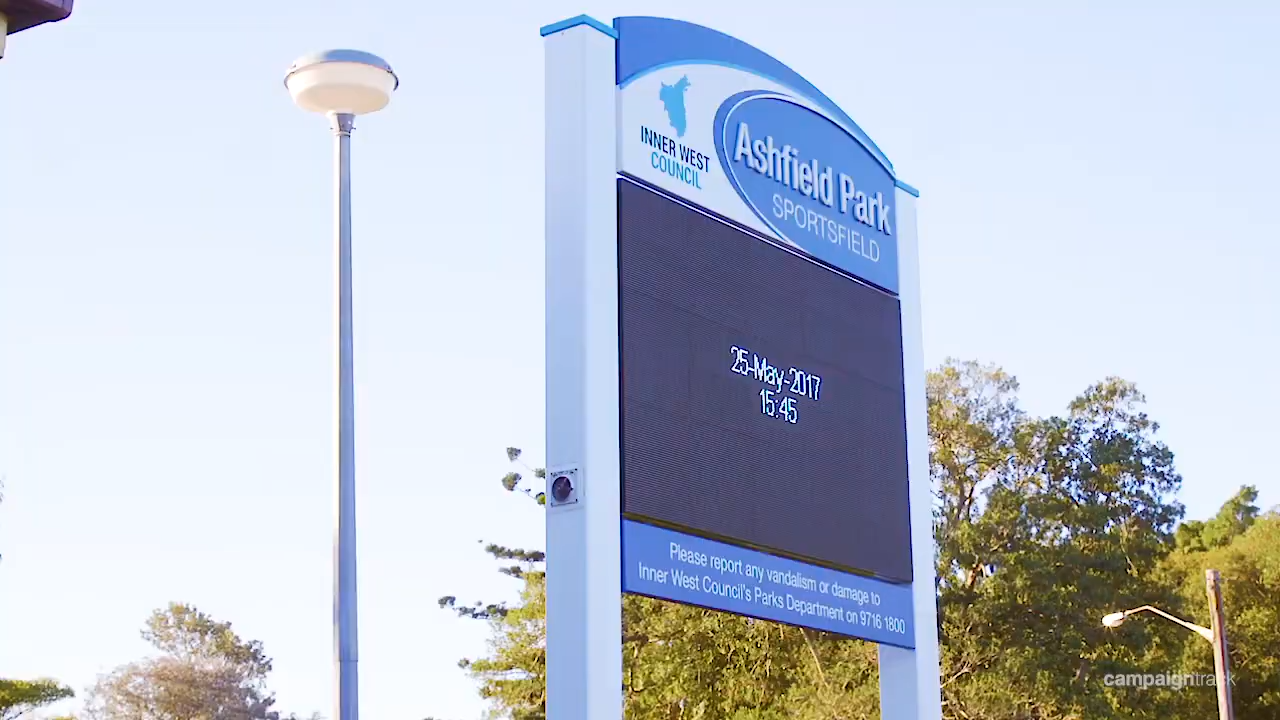 INNER WEST
COUNCIL
Ashfield Park
SPORTSFIELD
25-May-2017
15:45
Please report any vandalism or damage to
Inner West Council's Parks Department on 9716 1800
campaigntrack